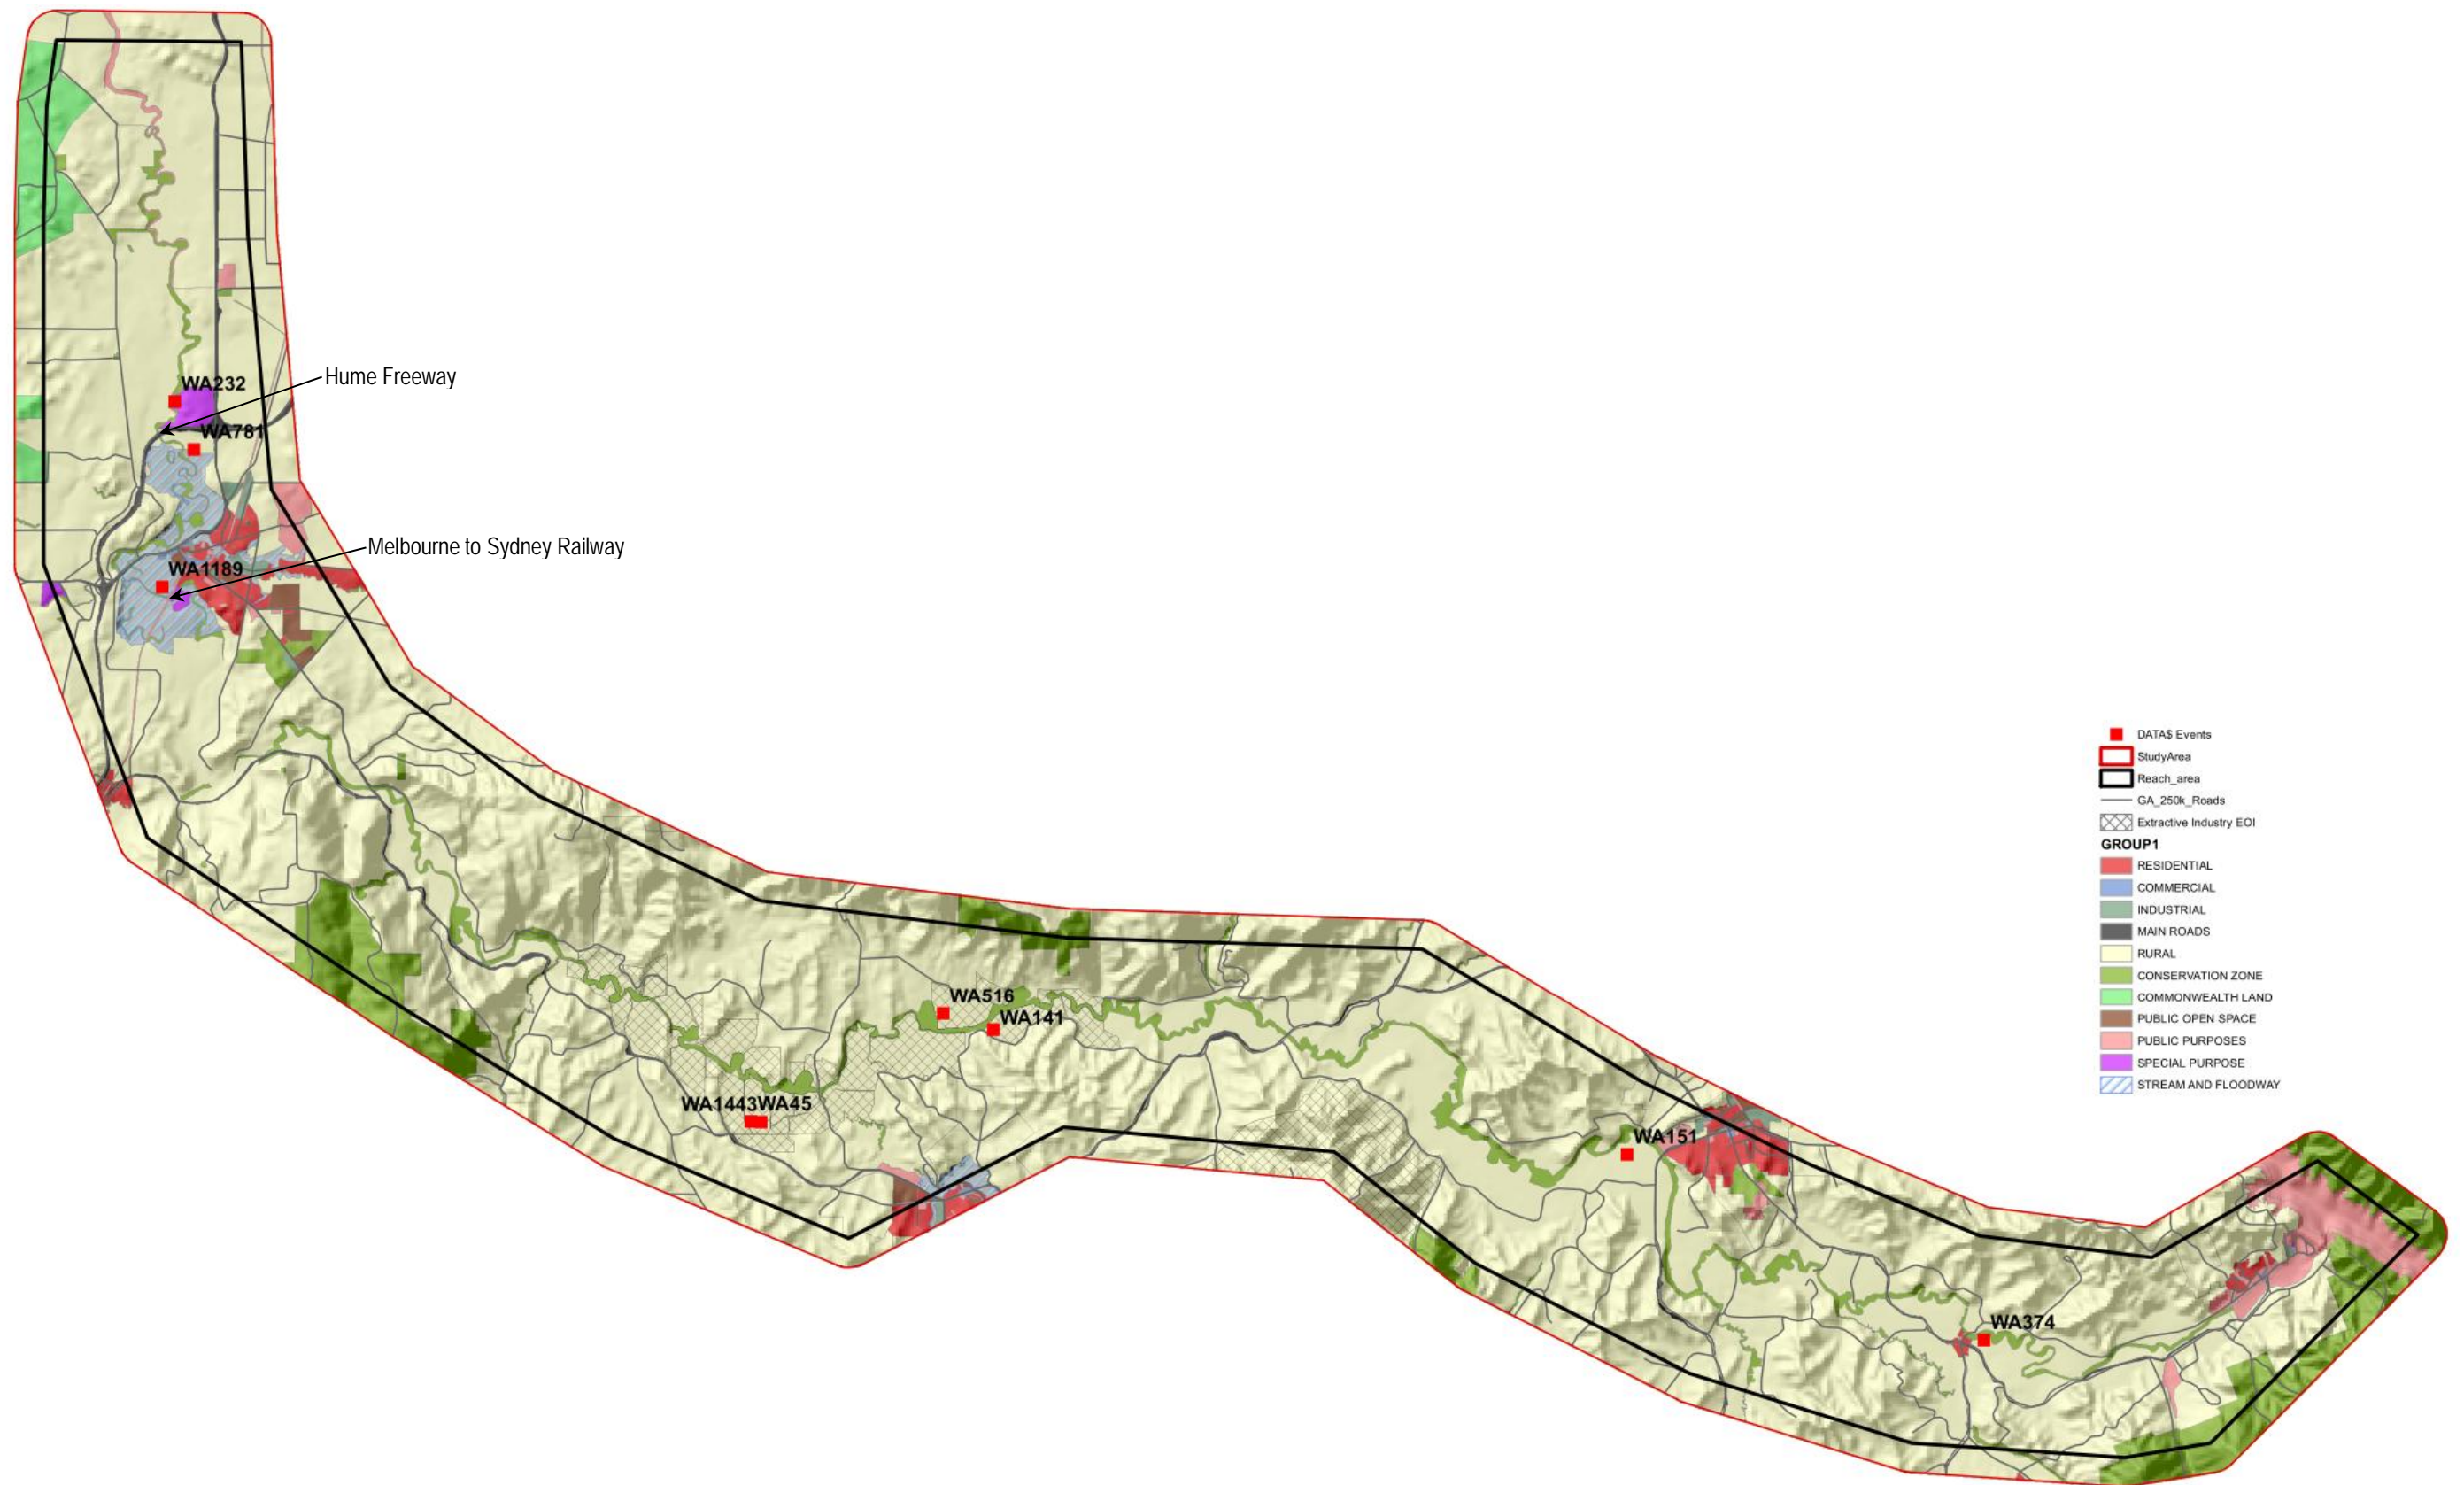 Hume Freeway
WA232
WA781
Melbourne to Sydney Railway
WA1189
WA516
WA141
WA1443WA45
WA151
WA374
DATA$ Events
StudyArea
Reach_area
GA_250k_Roads
Extractive Industry EOI
GROUP1
RESIDENTIAL
COMMERCIAL
INDUSTRIAL
MAIN ROADS
RURAL
CONSERVATION ZONE
COMMONWEALTH LAND
PUBLIC OPEN SPACE
PUBLIC PURPOSES
SPECIAL PURPOSE
STREAM AND FLOODWAY